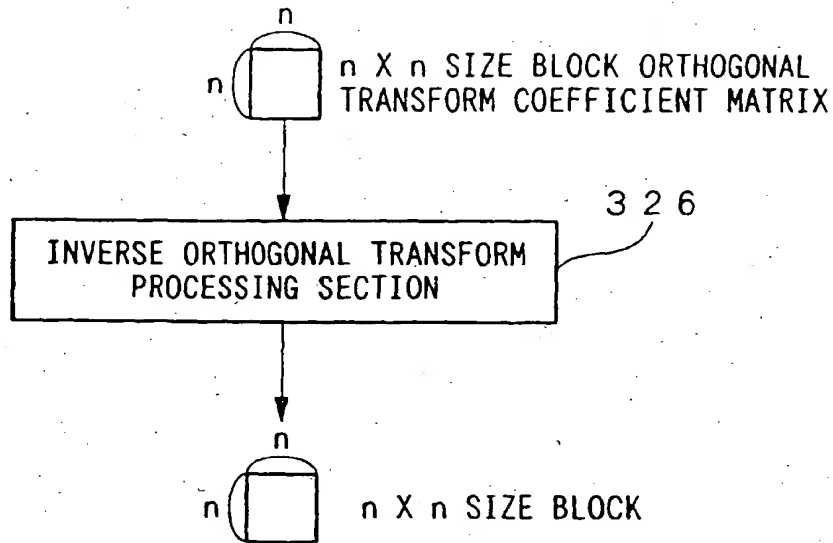 n
n
n X n SIZE BLOCK ORTHOGONAL
TRANSFORM COEFFICIENT MATRIX
3 2 6
INVERSE ORTHOGONAL TRANSFORM
PROCESSING SECTION
n
n
n X n SIZE BLOCK